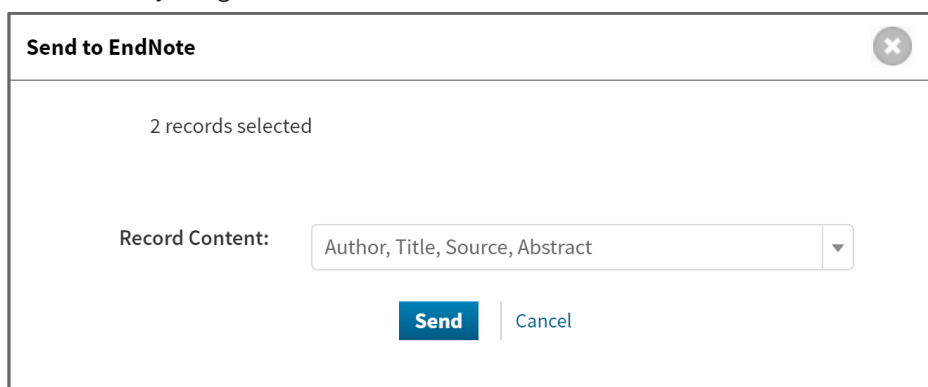 Send to EndNote
2 records selected
Record Content:
Author, Title, Source, Abstract
Send
Cancel